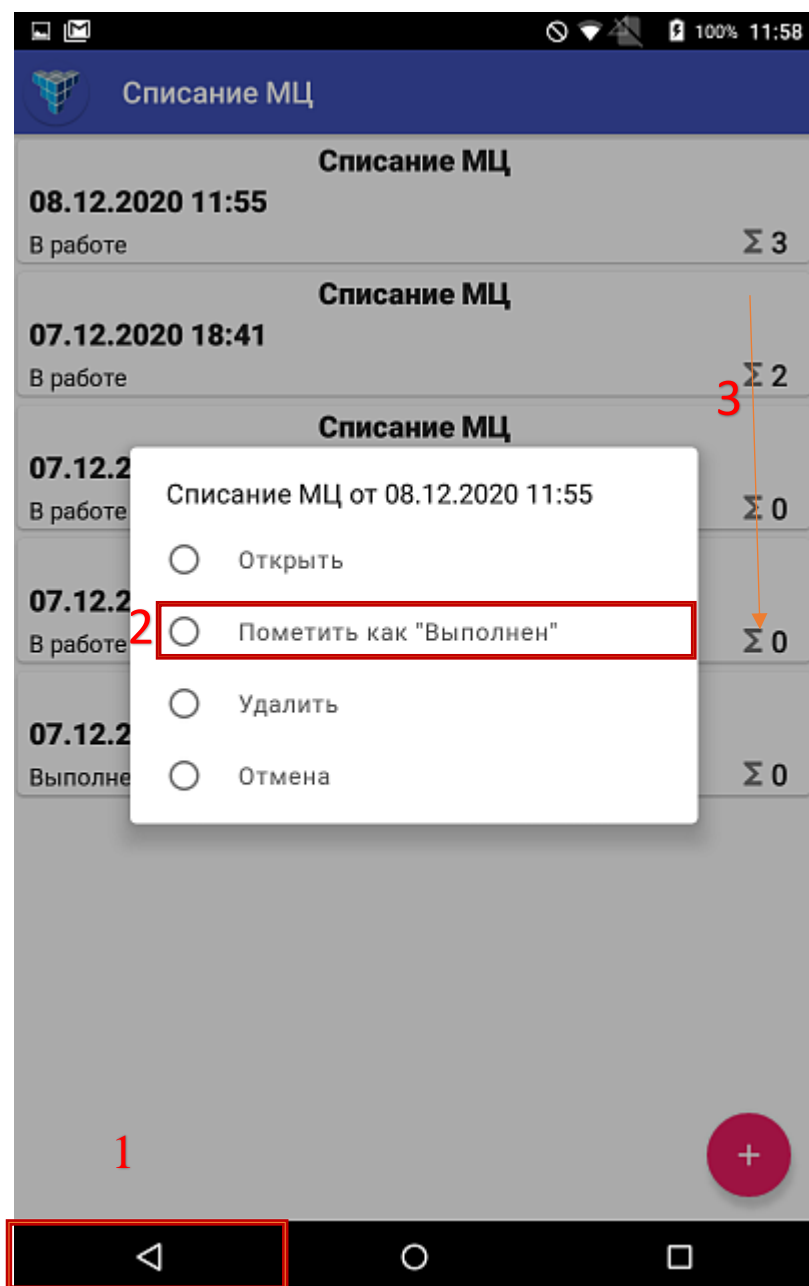 100% 11:58
Списание МЦ
Списание МЦ
08.12.2020 11:55
В работе Σ 3
Списание МЦ
07.12.2020 18:41
В работе Σ 2
3
Списание МЦ
07.12.2
В работе Σ 0
Списание МЦ от 08.12.2020 11:55
Открыть
07.12.2
2 Пометить как "Выполнен"
В работе Σ 0
Удалить
07.12.2
Выполне Σ 0
Отмена
1
+